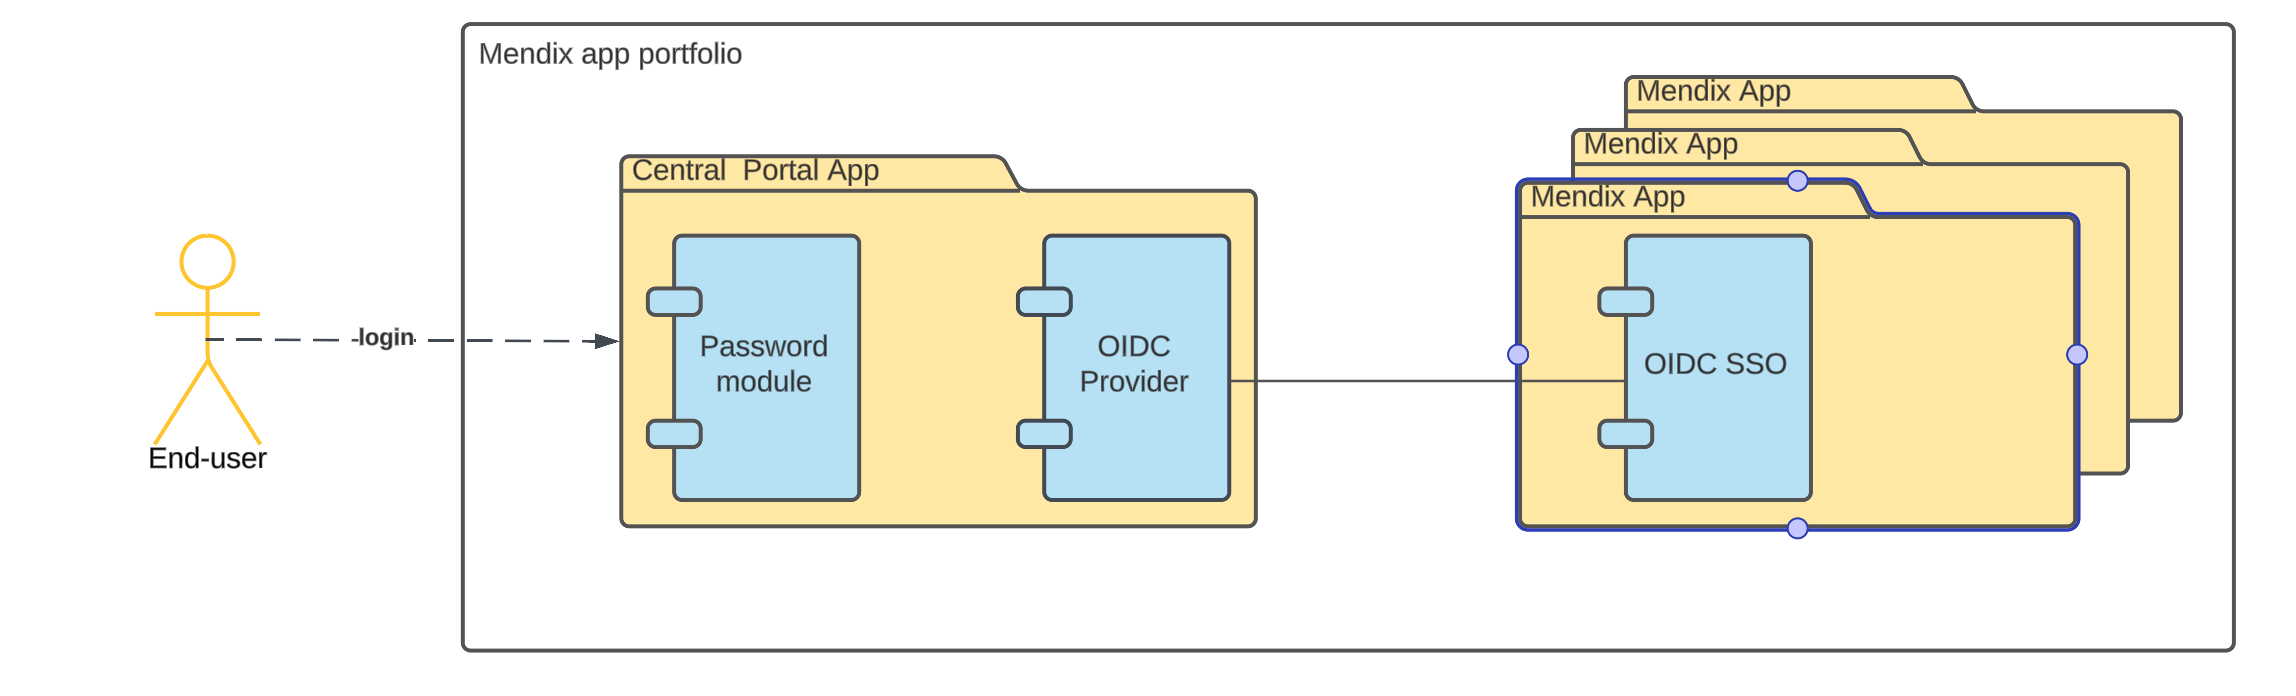 Mendix app portfolio
Mendix App
Mendix App
Mendix App
Central  Portal App
Password
module
OIDC
Provider
OIDC SSO
login
End-user